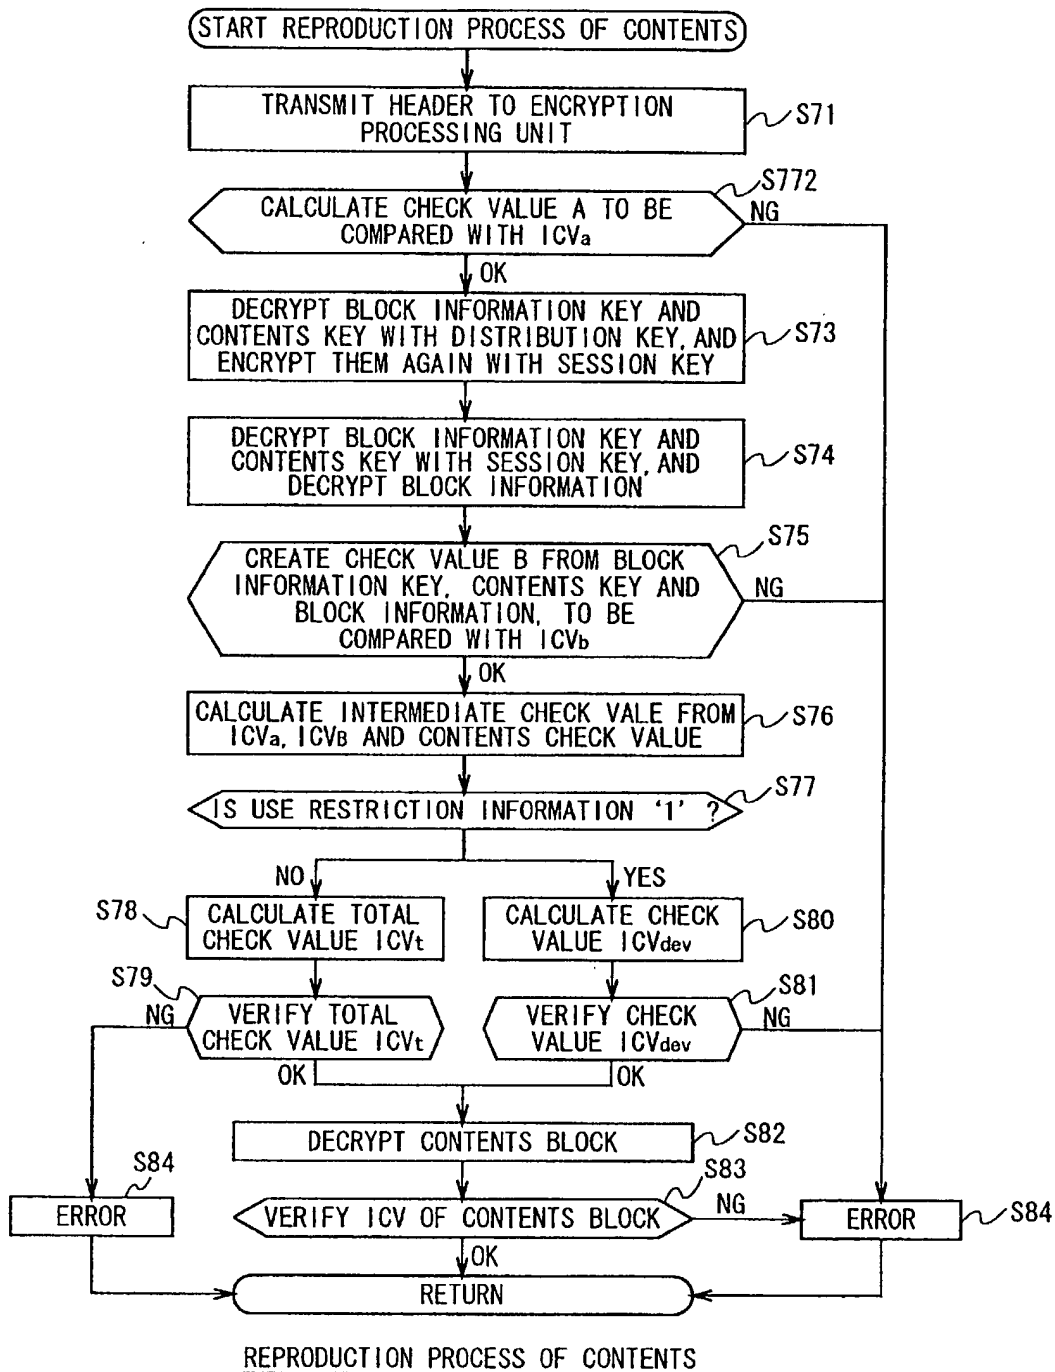 START REPRODUCTION PROCESS OF CONTENTS
TRANSMIT HEADER TO ENCRYPTION
PROCESSING UNIT
S71
S772
CALCULATE CHECK VALUE A TO BE
COMPARED WITH ICVa
NG
OK
DECRYPT BLOCK INFORMATION KEY AND
CONTENTS KEY WITH DISTRIBUTION KEY, AND
ENCRYPT THEM AGAIN WITH SESSION KEY
S73
DECRYPT BLOCK INFORMATION KEY AND
CONTENTS KEY WITH SESSION KEY, AND
DECRYPT BLOCK INFORMATION
S74
S75
CREATE CHECK VALUE B FROM BLOCK
INFORMATION KEY, CONTENTS KEY AND
BLOCK INFORMATION, TO BE
COMPARED WITH ICVb
NG
OK
CALCULATE INTERMEDIATE CHECK VALE FROM
ICVa, ICVB AND CONTENTS CHECK VALUE
S76
S77
IS USE RESTRICTION INFORMATION '1' ?
NO
YES
S78
CALCULATE TOTAL
CHECK VALUE ICVt
CALCULATE CHECK
VALUE ICVdev
S80
S79
NG
VERIFY TOTAL
CHECK VALUE ICVt
S81
VERIFY CHECK
VALUE ICVdev
NG
OK
OK
DECRYPT CONTENTS BLOCK
S82
S84
ERROR
S83
VERIFY ICV OF CONTENTS BLOCK
NG
ERROR
S84
OK
RETURN
REPRODUCTION PROCESS OF CONTENTS